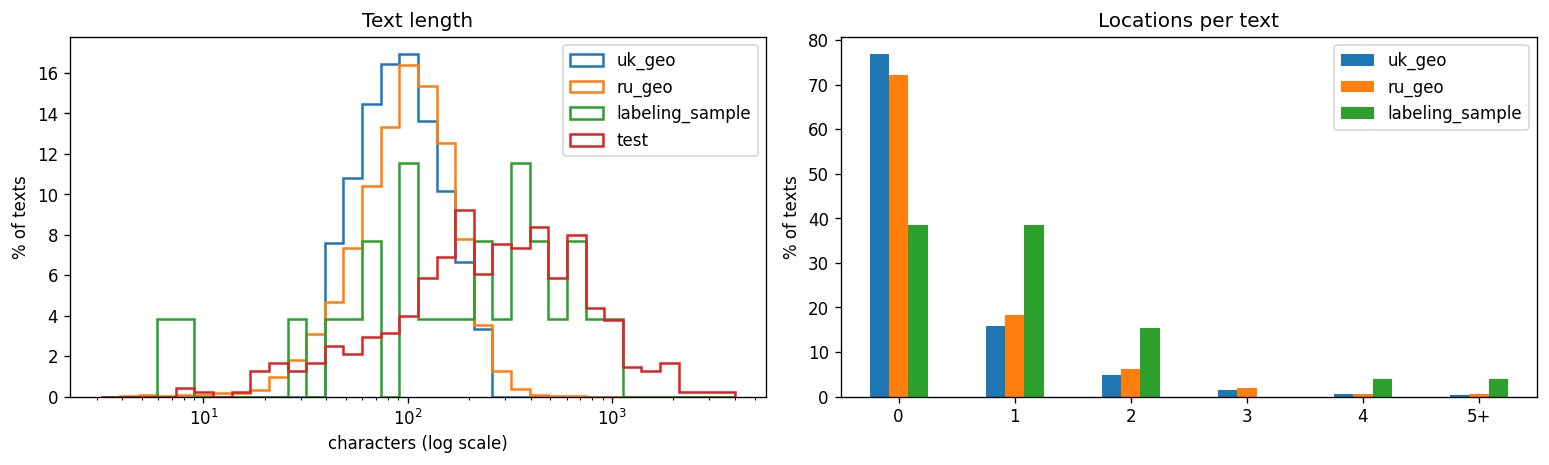 Text length
% of texts
16
14
12
10
8
6
4
2
0
10¹
10²
10³
characters (log scale)
uk_geo
ru_geo
labeling_sample
test
Locations per text
% of texts
80
70
60
50
40
30
20
10
0
0
1
2
3
4
5+
uk_geo
ru_geo
labeling_sample